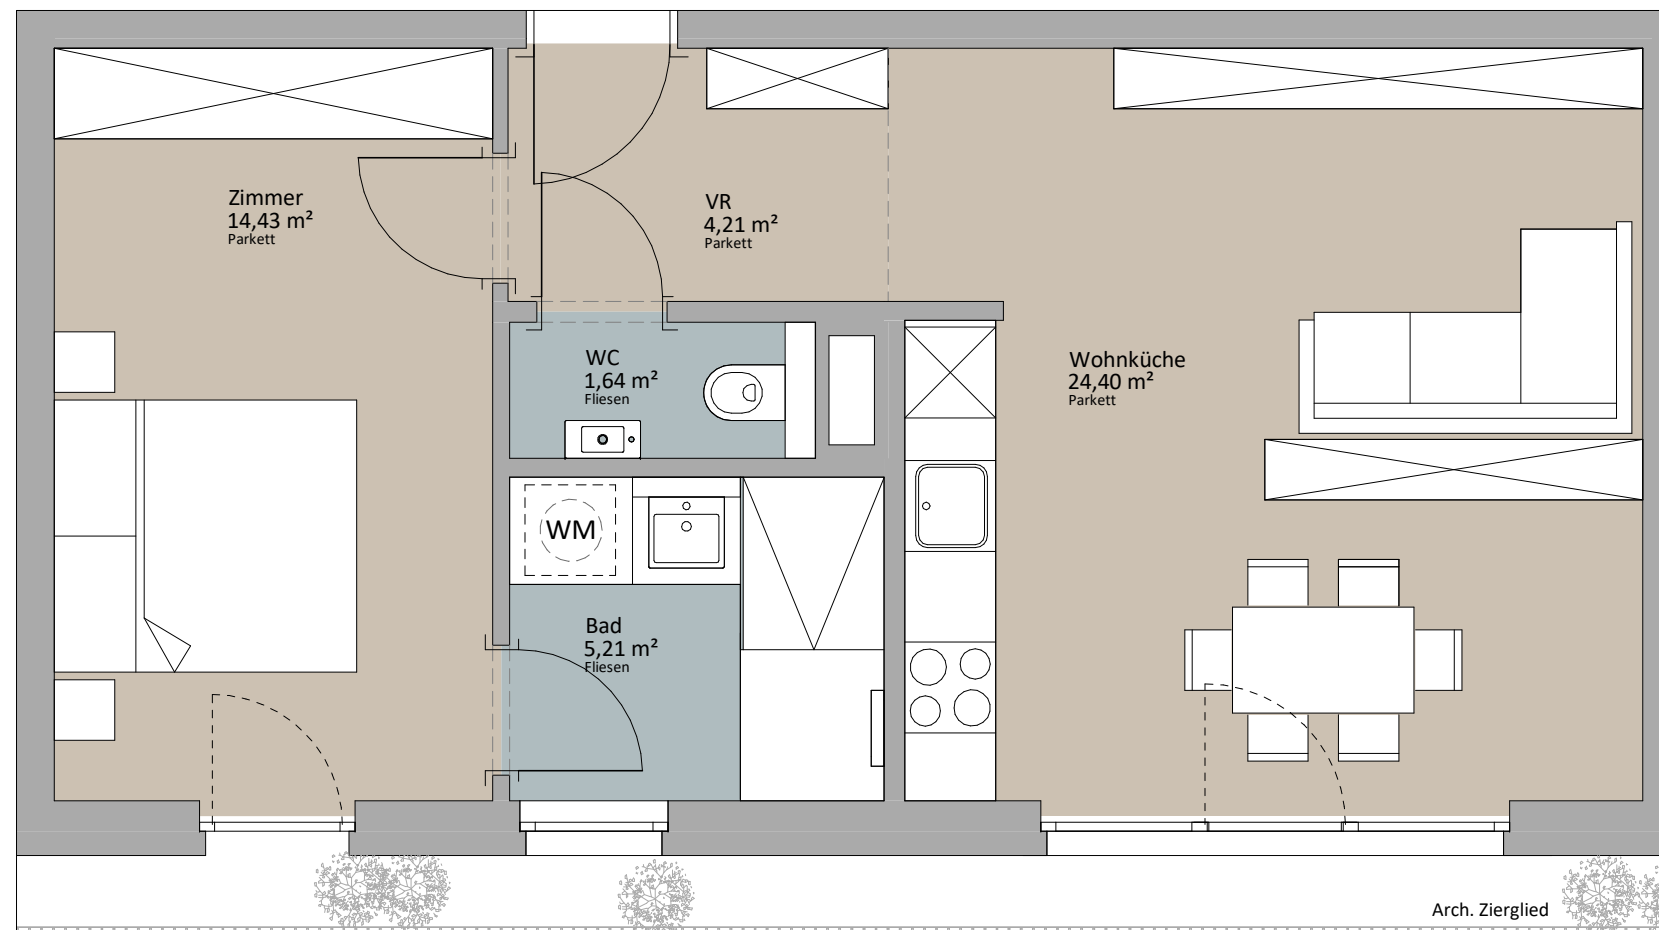 Zimmer
14,43 m²
Parkett
VR
4,21 m²
Parkett
WC
1,64 m²
Fliesen
Wohnküche
24,40 m²
Parkett
WM
Bad
5,21 m²
Fliesen
Arch. Zierglied